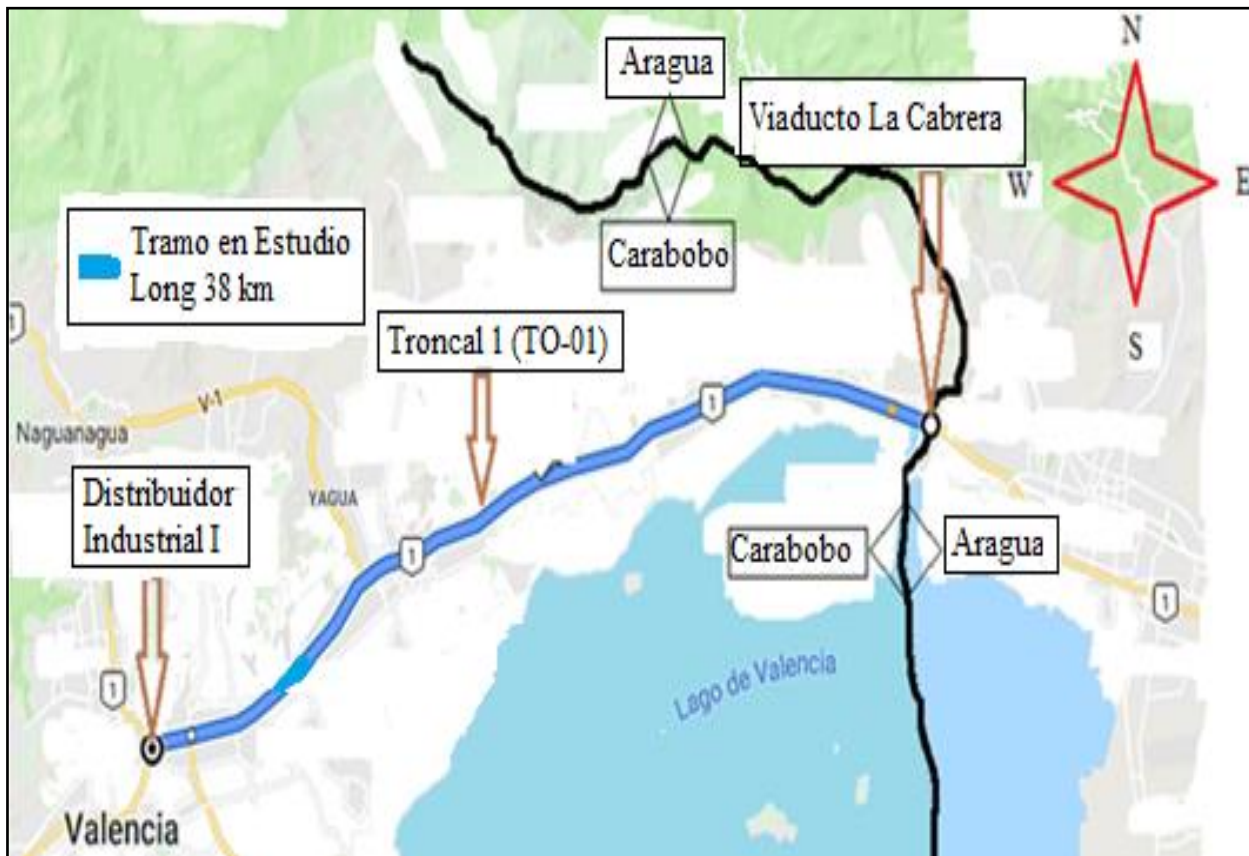 N
Aragua
Viaducto La Cabrera
W
E
Carabobo
Tramo en Estudio
Long 38 km
S
1
Troncal 1 (TO-01)
V-1
1
Naguanagua
Distribuidor
Industrial I
YAGUA
1
Carabobo
Aragua
1
1
Lago de Valencia
Valencia